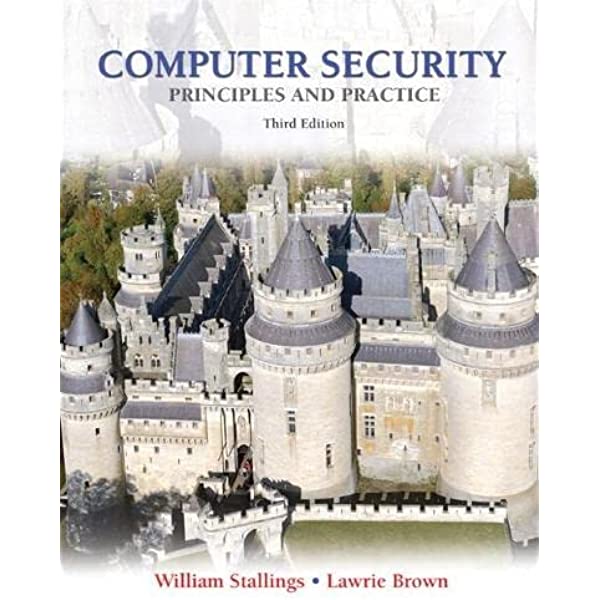 COMPUTER SECURITY
PRINCIPLES AND PRACTICE
Third Edition
William Stallings • Lawrie Brown